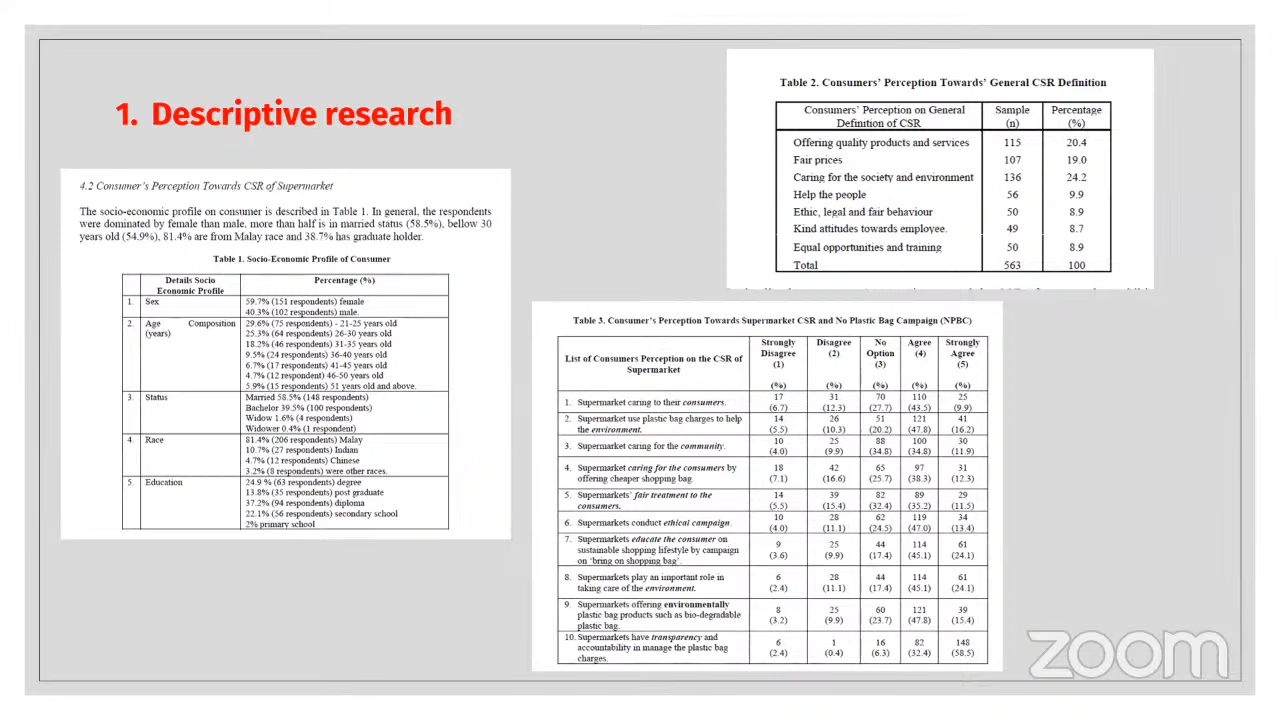 1. Descriptive research
4.2 Consumer's Perception Towards CSR of Supermarket
The socio-economic profile on consumer is described in Table 1. In general, the respondents
were dominated by female than male, more than half is in married status (58.5%), bellow 30
years old (54.9%), 81.4% are from Malay race and 38.7% has graduate holder.
Table 1. Socio-Economic Profile of Consumer
Details Socio Economic Profile Percentage (%)
1. Sex 59.7% (151 respondents) female
40.3% (102 respondents) male.
2. Age Composition (years) 29.6% (75 respondents) - 21-25 years old
25.3% (64 respondents) 26-30 years old
18.2% (46 respondents) 31-35 years old
9.5% (24 respondents) 36-40 years old
6.7% (17 respondents) 41-45 years old
4.7% (12 respondent) 46-50 years old
5.9% (15 respondents) 51 years old and above.
3. Status Married 58.5% (148 respondents)
Bachelor 39.5% (100 respondents)
Widow 1.6% (4 respondents)
Widower 0.4% (1 respondent)
4. Race 81.4% (206 respondents) Malay
10.7% (27 respondents) Indian
4.7% (12 respondents) Chinese
3.2% (8 respondents) were other races.
5. Education 24.9 % (63 respondents) degree
13.8% (35 respondents) post graduate
37.2% (94 respondents) diploma
22.1% (56 respondents) secondary school
2% primary school
Table 2. Consumers' Perception Towards' General CSR Definition
Consumers' Perception on General Definition of CSR Sample (n) Percentage (%)
Offering quality products and services 115 20.4
Fair prices 107 19.0
Caring for the society and environment 136 24.2
Help the people 56 9.9
Ethic, legal and fair behaviour 50 8.9
Kind attitudes towards employee. 49 8.7
Equal opportunities and training 50 8.9
Total 563 100
Table 3. Consumer's Perception Towards Supermarket CSR and No Plastic Bag Campaign (NPBC)
List of Consumers Perception on the CSR of Supermarket Strongly Disagree (1) (%) Disagree (2) (%) No Option (3) (%) Agree (4) (%) Strongly Agree (5) (%)
1. Supermarket caring to their consumers. 17 (6.7) 31 (12.3) 70 (27.7) 110 (43.5) 25 (9.9)
2. Supermarket use plastic bag charges to help the environment. 14 (5.5) 26 (10.3) 51 (20.2) 121 (47.8) 41 (16.2)
3. Supermarket caring for the community. 10 (4.0) 25 (9.9) 88 (34.8) 100 (34.8) 30 (11.9)
4. Supermarket caring for the consumers by offering cheaper shopping bag. 18 (7.1) 42 (16.6) 65 (25.7) 97 (38.3) 31 (12.3)
5. Supermarkets' fair treatment to the consumers. 14 (5.5) 39 (15.4) 82 (32.4) 89 (35.2) 29 (11.5)
6. Supermarkets conduct ethical campaign. 10 (4.0) 28 (11.1) 62 (24.5) 119 (47.0) 34 (13.4)
7. Supermarkets educate the consumer on sustainable shopping lifestyle by campaign on 'bring on shopping bag'. 9 (3.6) 25 (9.9) 44 (17.4) 114 (45.1) 61 (24.1)
8. Supermarkets play an important role in taking care of the environment. 6 (2.4) 28 (11.1) 44 (17.4) 114 (45.1) 61 (24.1)
9. Supermarkets offering environmentally plastic bag products such as bio-degradable plastic bag. 8 (3.2) 25 (9.9) 60 (23.7) 121 (47.8) 39 (15.4)
10. Supermarkets have transparency and accountability in manage the plastic bag charges. 6 (2.4) 1 (0.4) 16 (6.3) 82 (32.4) 148 (58.5)
zoom